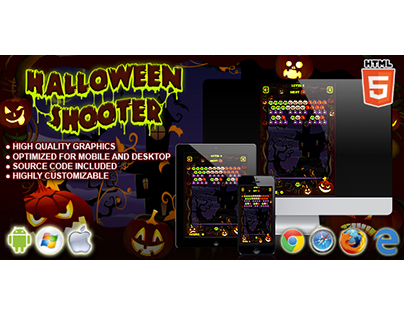 HALLOWEEN
SHOOTER
• HIGH QUALITY GRAPHICS
• OPTIMIZED FOR MOBILE AND DESKTOP
• SOURCE CODE INCLUDED
• HIGHLY CUSTOMIZABLE
HTML
5